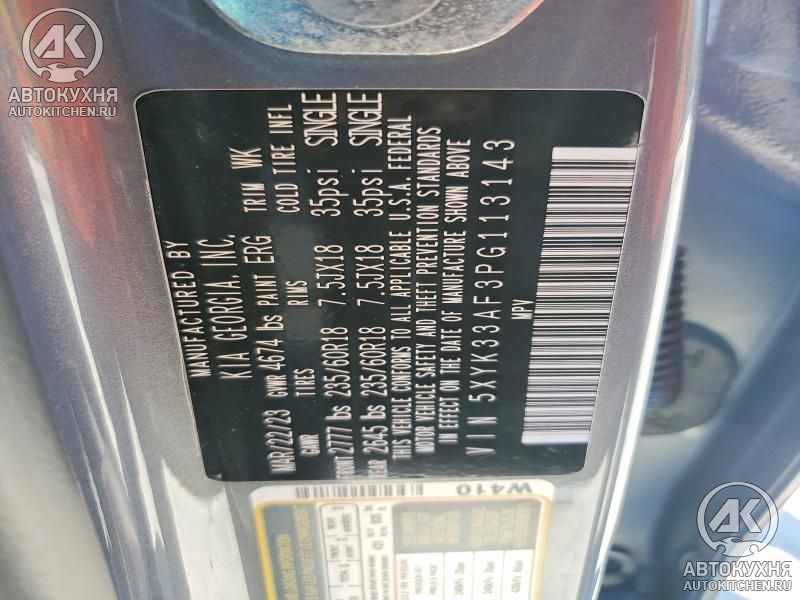 AK
АВТОКУХНЯ
AUTOKITCHEN.RU
MANUFACTURED BY
KIA GEORGIA, INC.
MAR/22/23 GVWR 4674 lbs PAINT ERG TRIM WK
GAWR TIRES RIMS COLD TIRE INFL
FRONT 2777 lbs 235/60R18 7.5JX18 35psi SINGLE
REAR 2645 lbs 235/60R18 7.5JX18 35psi SINGLE
THIS VEHICLE CONFORMS TO ALL APPLICABLE U.S.A. FEDERAL
MOTOR VEHICLE SAFETY AND THEFT PREVENTION STANDARDS
IN EFFECT ON THE DATE OF MANUFACTURE SHOWN ABOVE
VIN 5XYK33AF3PG113143
MPV
W410
AK
АВТОКУХНЯ
AUTOKITCHEN.RU